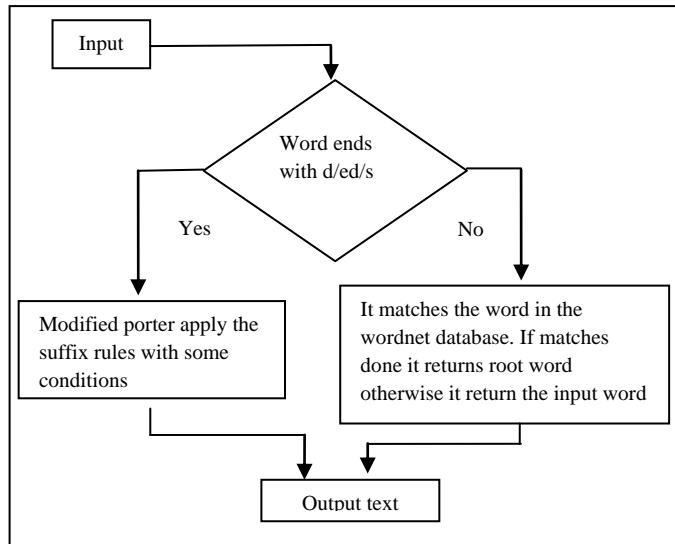 Input
Word ends
with d/ed/s
Yes
No
Modified porter apply the
suffix rules with some
conditions
It matches the word in the
wordnet database. If matches
done it returns root word
otherwise it return the input word
Output text